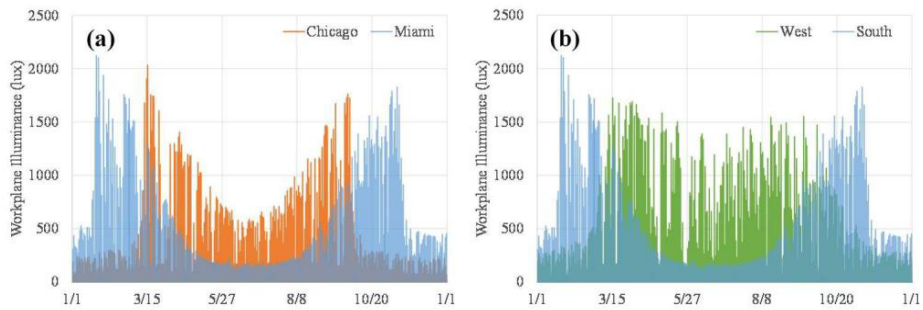 (a)
Chicago Miami
Workplane Illuminance (lux)
2500
2000
1500
1000
500
0
1/1 3/15 5/27 8/8 10/20 1/1
(b)
West South
Workplane Illuminance (lux)
2500
2000
1500
1000
500
0
1/1 3/15 5/27 8/8 10/20 1/1